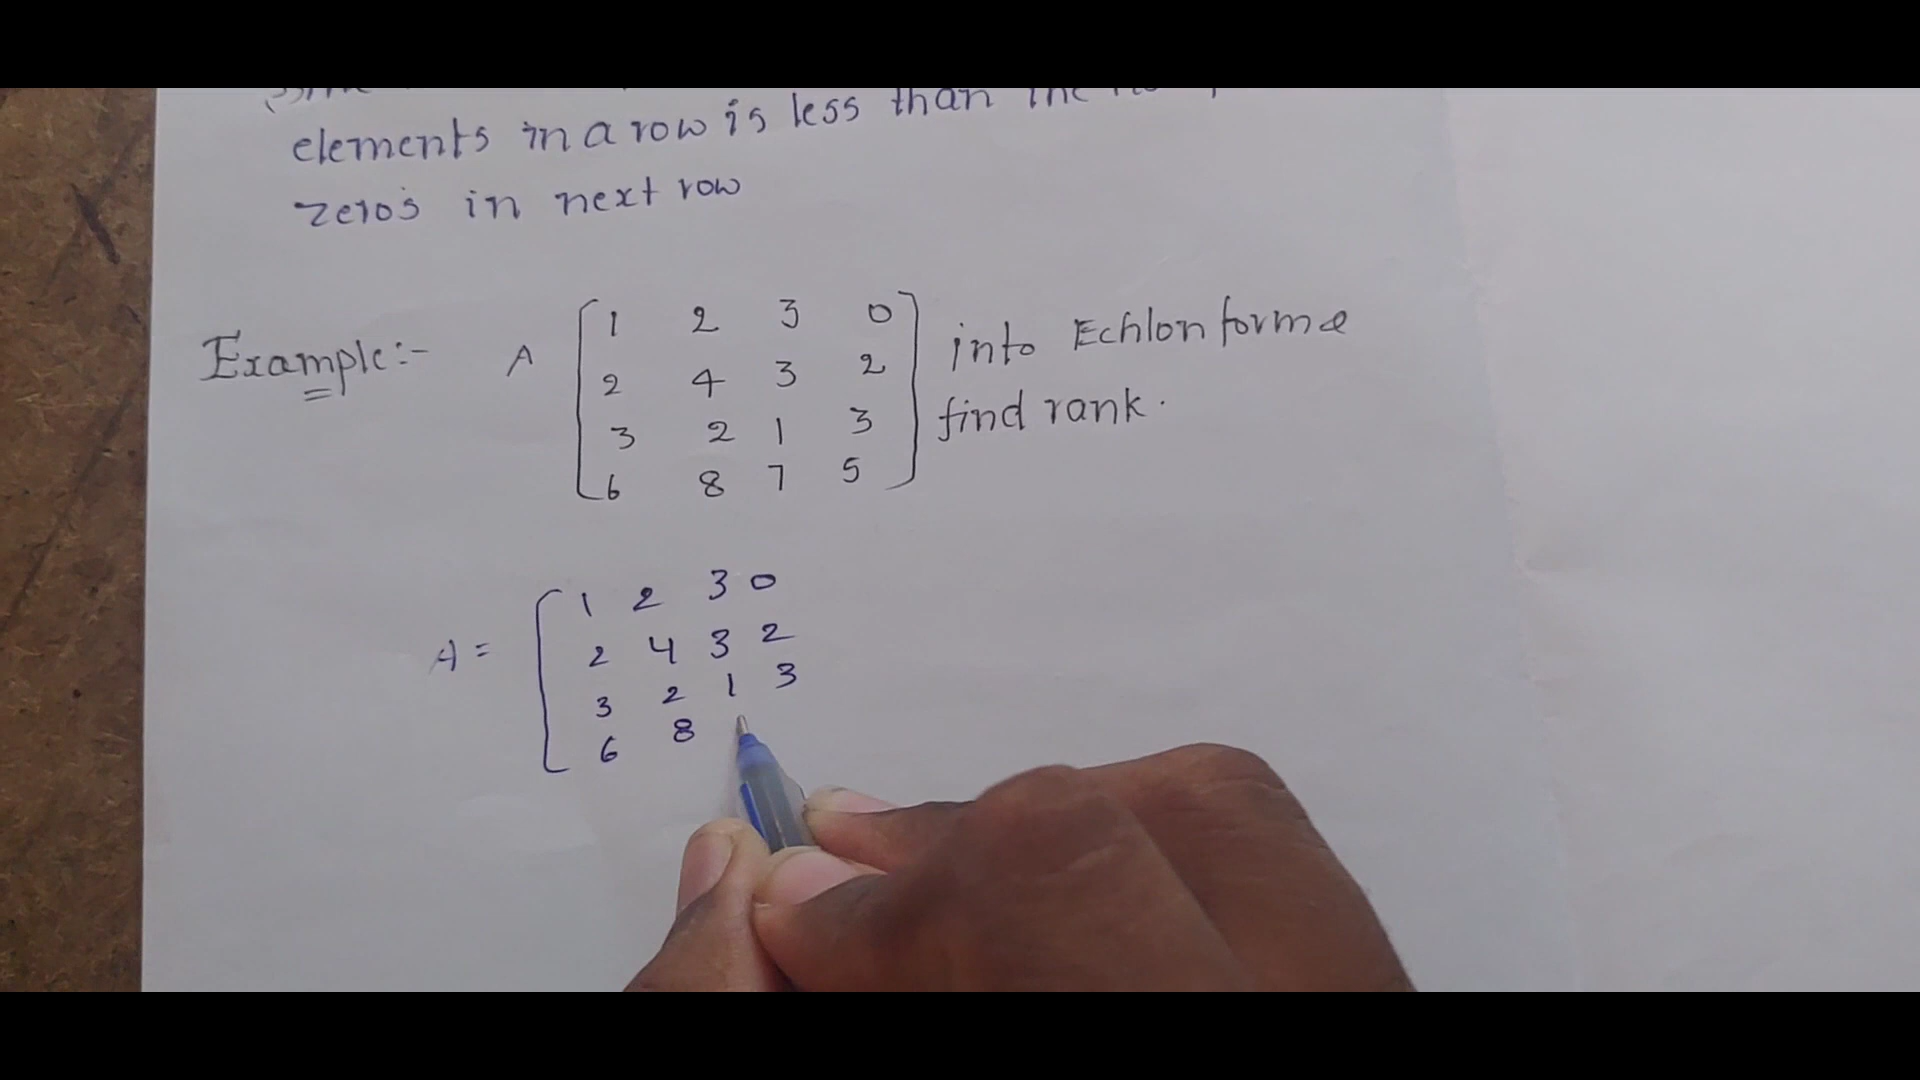 elements in a row is less than the
zero's in next row
Example:- A [ 1 2 3 0 ] into Echlon form &
2 4 3 2
3 2 1 3 find rank.
6 8 7 5
A = [ 1 2 3 0
2 4 3 2
3 2 1 3
6 8